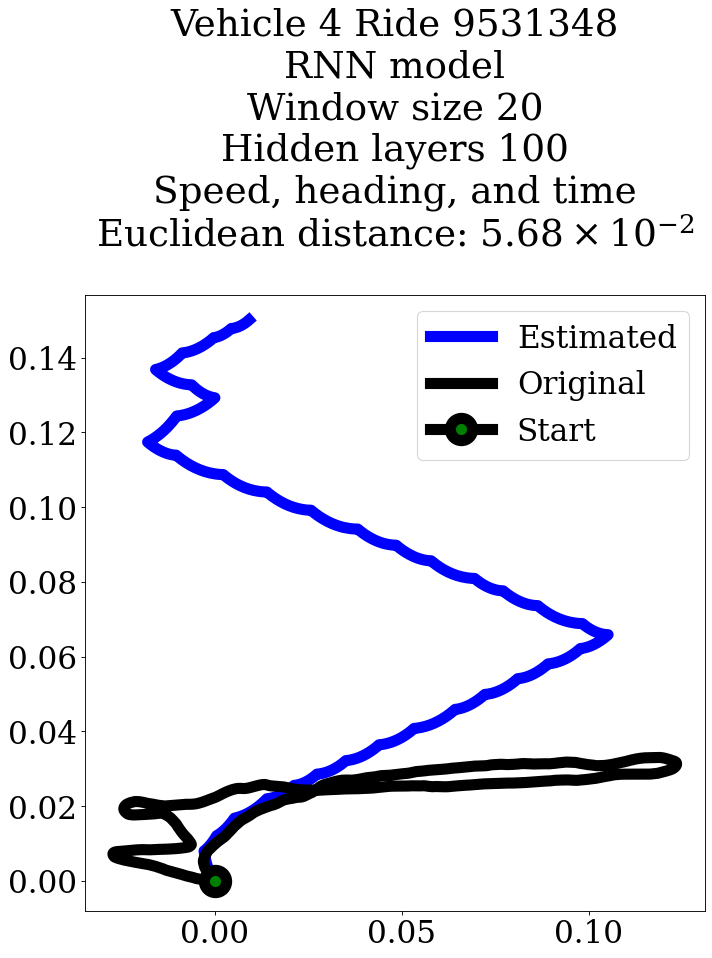 Vehicle 4 Ride 9531348
RNN model
Window size 20
Hidden layers 100
Speed, heading, and time
Euclidean distance: 5.68 × 10⁻²
Estimated
Original
Start
0.14
0.12
0.10
0.08
0.06
0.04
0.02
0.00
0.00 0.05 0.10